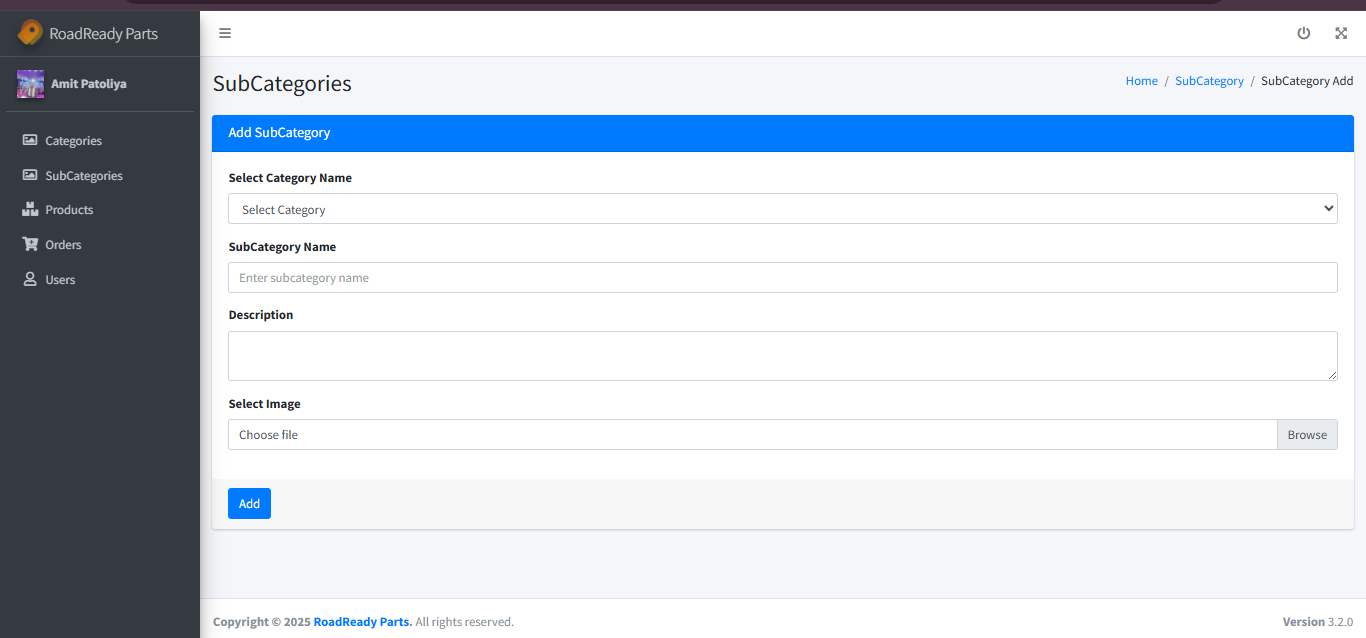 RoadReady Parts
Amit Patoliya
Categories
SubCategories
Products
Orders
Users
SubCategories
Home / SubCategory / SubCategory Add
Add SubCategory
Select Category Name
Select Category
SubCategory Name
Enter subcategory name
Description
Select Image
Choose file Browse
Add
Copyright © 2025 RoadReady Parts. All rights reserved.
Version 3.2.0